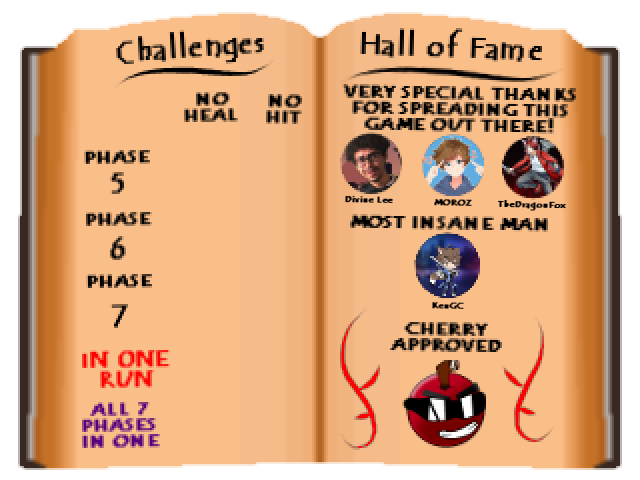 Challenges
NO HEAL
NO HIT
PHASE
5
PHASE
6
PHASE
7
IN ONE
RUN
ALL 7
PHASES
IN ONE
Hall of Fame
VERY SPECIAL THANKS
FOR SPREADING THIS
GAME OUT THERE!
Divine Lee
MOROZ
TheDragonFox
MOST INSANE MAN
KenGC
CHERRY
APPROVED